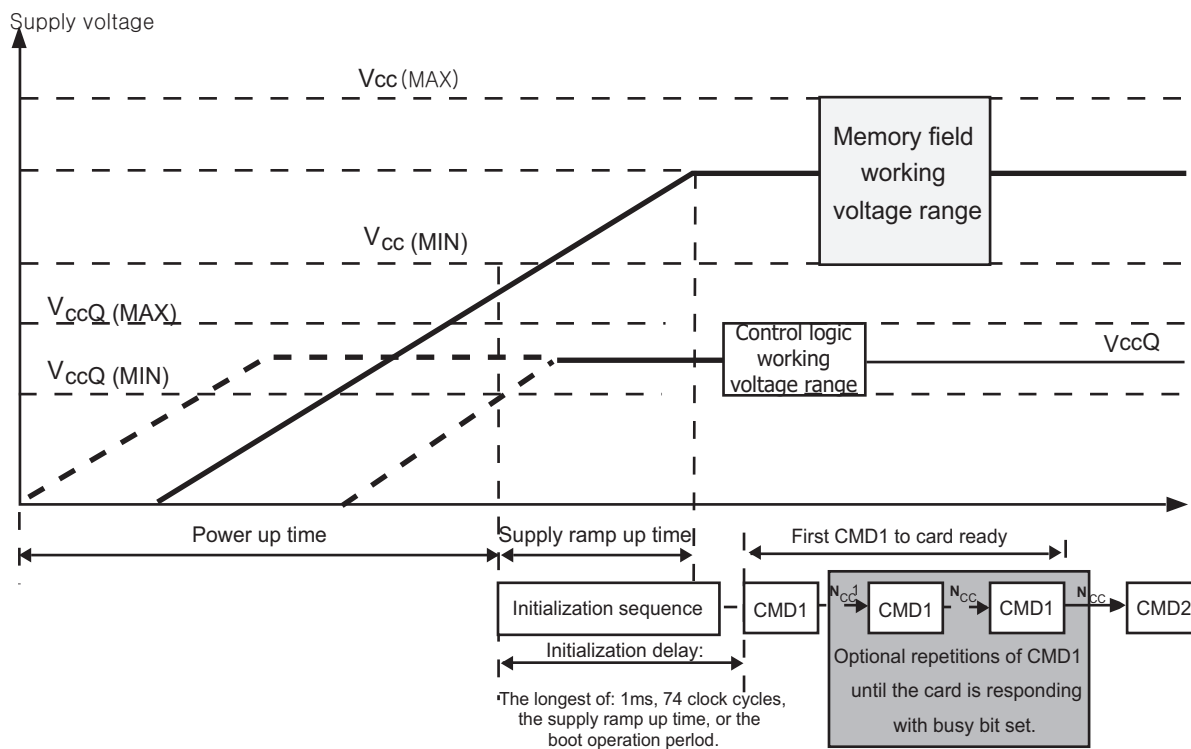 Supply voltage
Vcc (MAX)
Memory field
working
voltage range
Vcc (MIN)
VccQ (MAX)
Control logic
working
voltage range
VccQ
VccQ (MIN)
Power up time
Supply ramp up time
First CMD1 to card ready
Initialization sequence
CMD1
NCC1
CMD1
NCC
CMD1
NCC
CMD2
Initialization delay:
The longest of: 1ms, 74 clock cycles,
the supply ramp up time, or the
boot operation perlod.
Optional repetitions of CMD1
until the card is responding
with busy bit set.